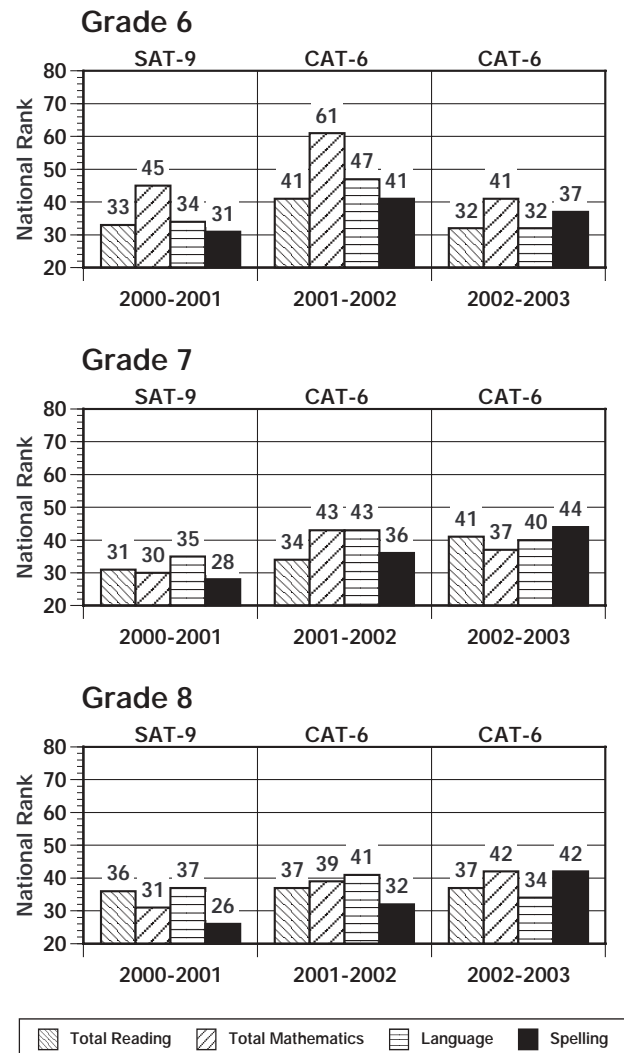 Grade 6
SAT-9 CAT-6 CAT-6
National Rank
80
70
60
50
40
30
20
33 45 34 31 41 61 47 41 32 41 32 37
2000-2001 2001-2002 2002-2003
Grade 7
SAT-9 CAT-6 CAT-6
National Rank
80
70
60
50
40
30
20
31 30 35 28 34 43 43 36 41 37 40 44
2000-2001 2001-2002 2002-2003
Grade 8
SAT-9 CAT-6 CAT-6
National Rank
80
70
60
50
40
30
20
36 31 37 26 37 39 41 32 37 42 34 42
2000-2001 2001-2002 2002-2003
Total Reading Total Mathematics Language Spelling